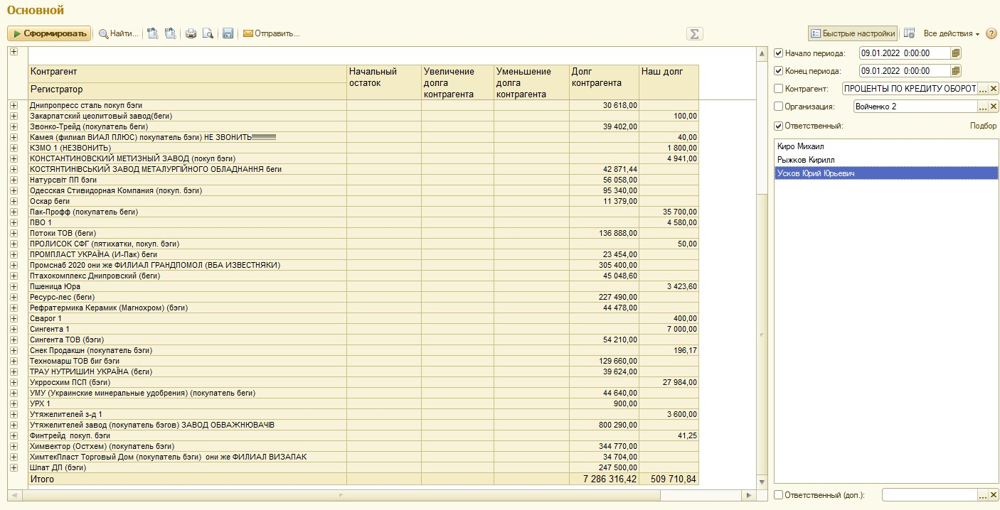 Основной
Сформировать Найти... Отправить... Σ Быстрые настройки Все действия ?
Контрагент Начальный остаток Увеличение долга контрагента Уменьшение долга контрагента Долг контрагента Наш долг
Регистратор
Днипропресс сталь покуп бэги 30 618,00
Закарпатский цеолитовый завод(беги) 100,00
Звонко-Трейд (покупатель беги) 39 402,00
Камея (филиал ВИАЛ ПЛЮС) покупатель бэги) НЕ ЗВОНИТЬ 40,00
КЗМО 1 (НЕЗВОНИТЬ) 1 800,00
КОНСТАНТИНОВСКИЙ МЕТИЗНЫЙ ЗАВОД (покуп бэги) 4 941,00
КОСТЯНТИНІВСЬКИЙ ЗАВОД МЕТАЛУРГІЙНОГО ОБЛАДНАННЯ беги 42 871,44
Натурсвіт ПП бэги 56 058,00
Одесская Стивидорная Компания (покуп. бэги) 95 340,00
Оскар беги 11 379,00
Пак-Профф (покупатель беги) 35 700,00
ПВО 1 4 580,00
Потоки ТОВ (беги) 136 888,00
ПРОЛИСОК СФГ (пятихатки, покуп. бэги) 50,00
ПРОМПЛАСТ УКРАЇНА (И-Пак) беги 23 454,00
Промснаб 2020 они же ФИЛИАЛ ГРАНДПОМОЛ (ВБА ИЗВЕСТНЯКИ) 305 400,00
Птахокомплекс Днипровский (беги) 45 048,60
Пшеница Юра 3 423,60
Ресурс-лес (беги) 227 490,00
Рефратермика Керамик (Магнохром) (бэги) 44 478,00
Сварог 1 400,00
Сингента 1 7 000,00
Сингента ТОВ (бэги) 54 210,00
Снек Продакшн (покупатель бэги) 196,17
Техномарш ТОВ биг бэги 129 660,00
ТРАУ НУТРИШИН УКРАЇНА (бєги) 39 624,00
Укрросхим ПСП (бэги) 27 984,00
УМУ (Украинские минеральные удобрения) (покупатель беги) 44 640,00
УРХ 1 900,00
Утяжелителей з-д 1 3 600,00
Утяжелителей завод (покупатель бэгов) ЗАВОД ОБВАЖНЮВАЧІВ 800 290,00
Финтрейд покуп. бэги 41,25
Химвектор (Остхем) (покупатель бэги) 344 770,00
ХимтекПласт Торговый Дом (покупатель бэги) они же ФИЛИАЛ ВИЗАПАК 34 704,00
Шпат ДП (бэги) 247 500,00
Итого 7 286 316,42 509 710,84
Начало периода: 09.01.2022 0:00:00
Конец периода: 09.01.2022 0:00:00
Контрагент: ПРОЦЕНТЫ ПО КРЕДИТУ ОБОРОТ ...
Организация: Войченко 2 ...
Ответственный: Подбор
Киро Михаил
Рыжков Кирилл
Усков Юрий Юрьевич
Ответственный (доп.): ...